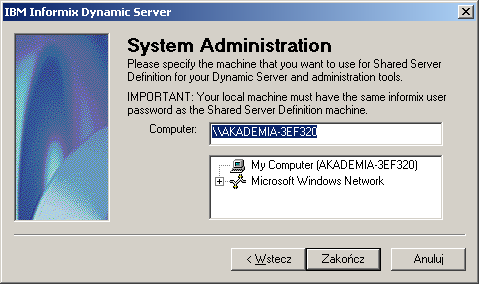 IBM Informix Dynamic Server
System Administration
Please specify the machine that you want to use for Shared Server
Definition for your Dynamic Server and administration tools.
IMPORTANT: Your local machine must have the same informix user
password as the Shared Server Definition machine.
Computer:
\\AKADEMIA-3EF320
My Computer (AKADEMIA-3EF320)
Microsoft Windows Network
< Wstecz
Zakończ
Anuluj